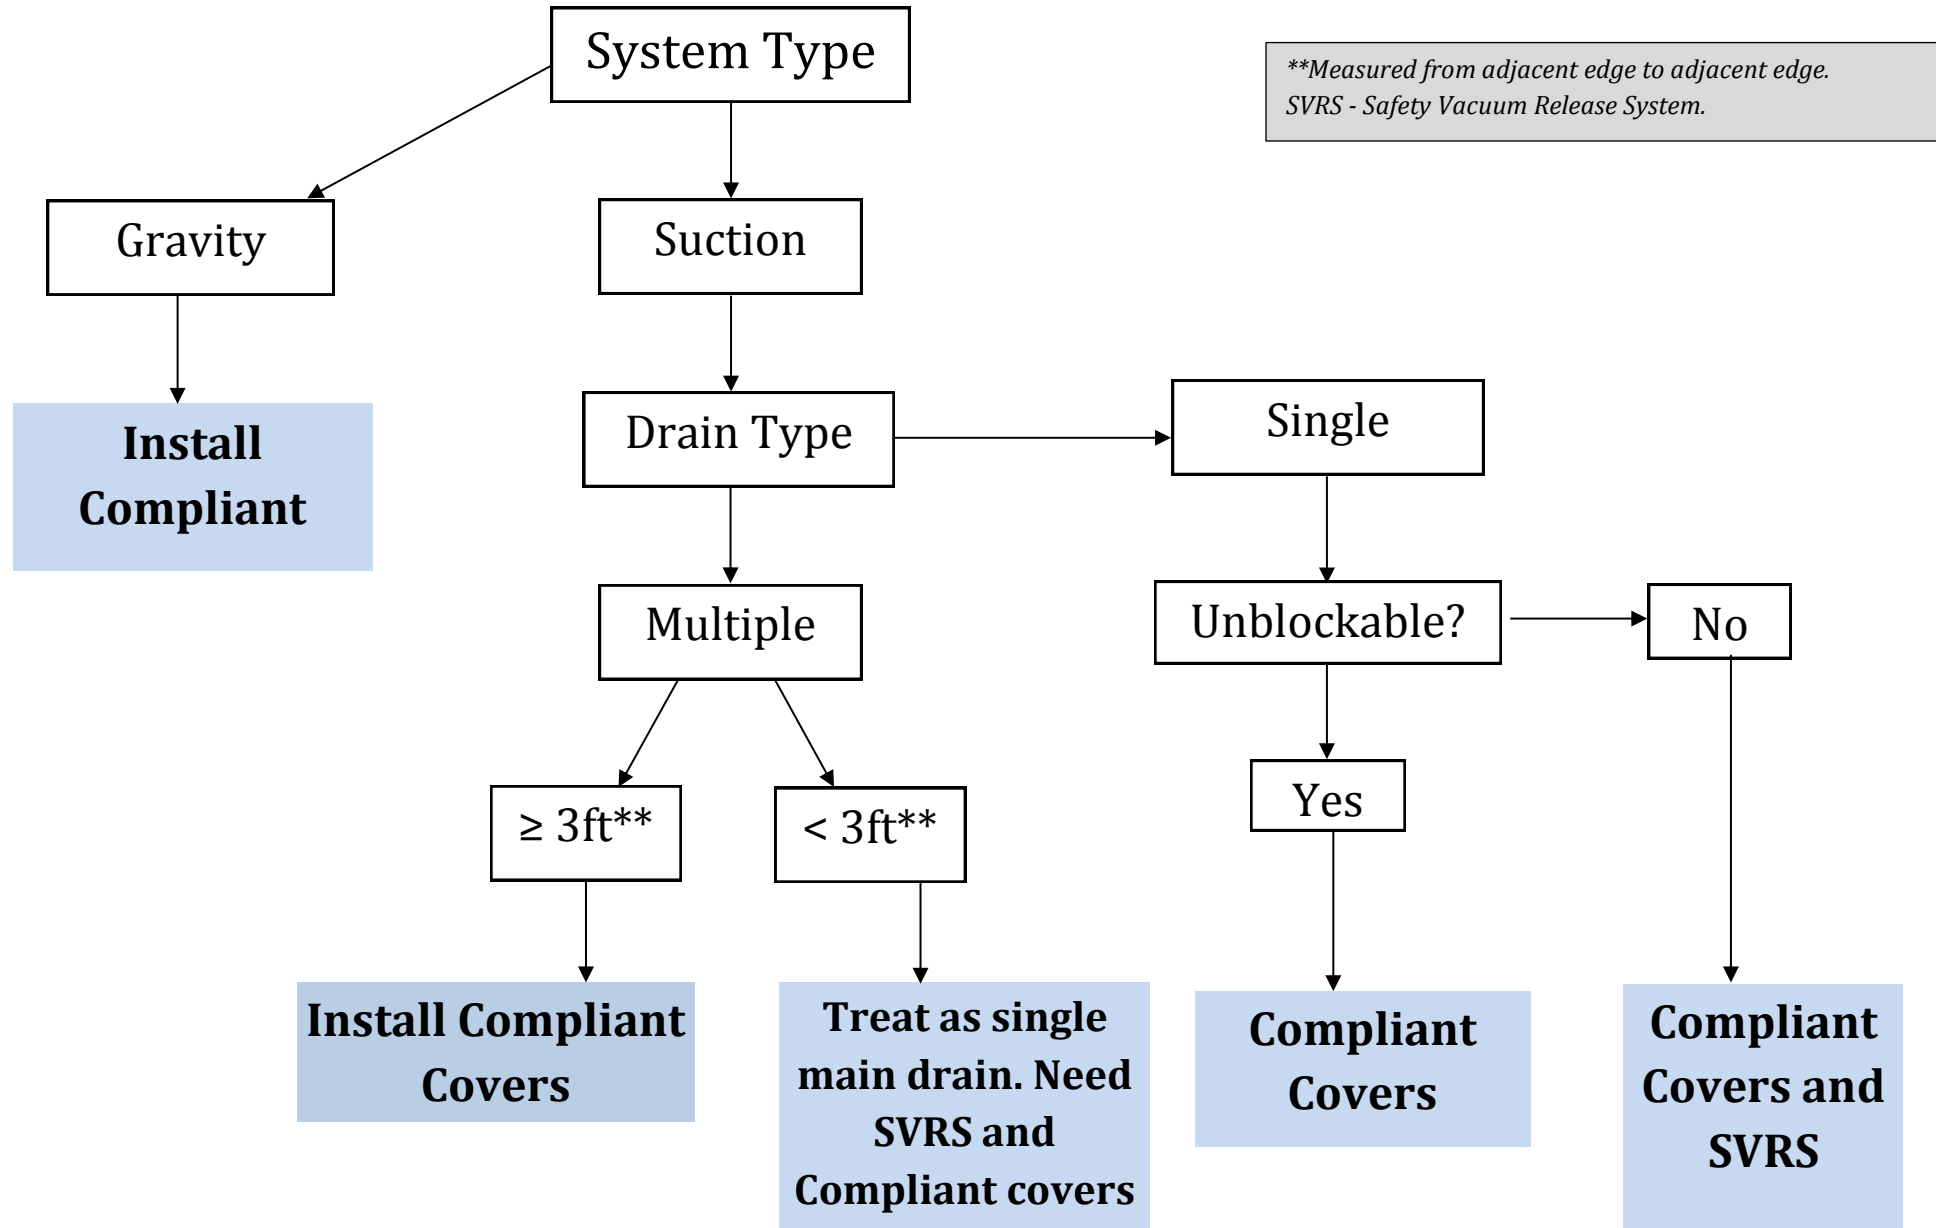 System Type
**Measured from adjacent edge to adjacent edge.
SVRS - Safety Vacuum Release System.
Gravity
Suction
Install
Compliant
Drain Type
Single
Multiple
Unblockable?
No
≥ 3ft**
< 3ft**
Yes
Install Compliant
Covers
Treat as single
main drain. Need
SVRS and
Compliant covers
Compliant
Covers
Compliant
Covers and
SVRS